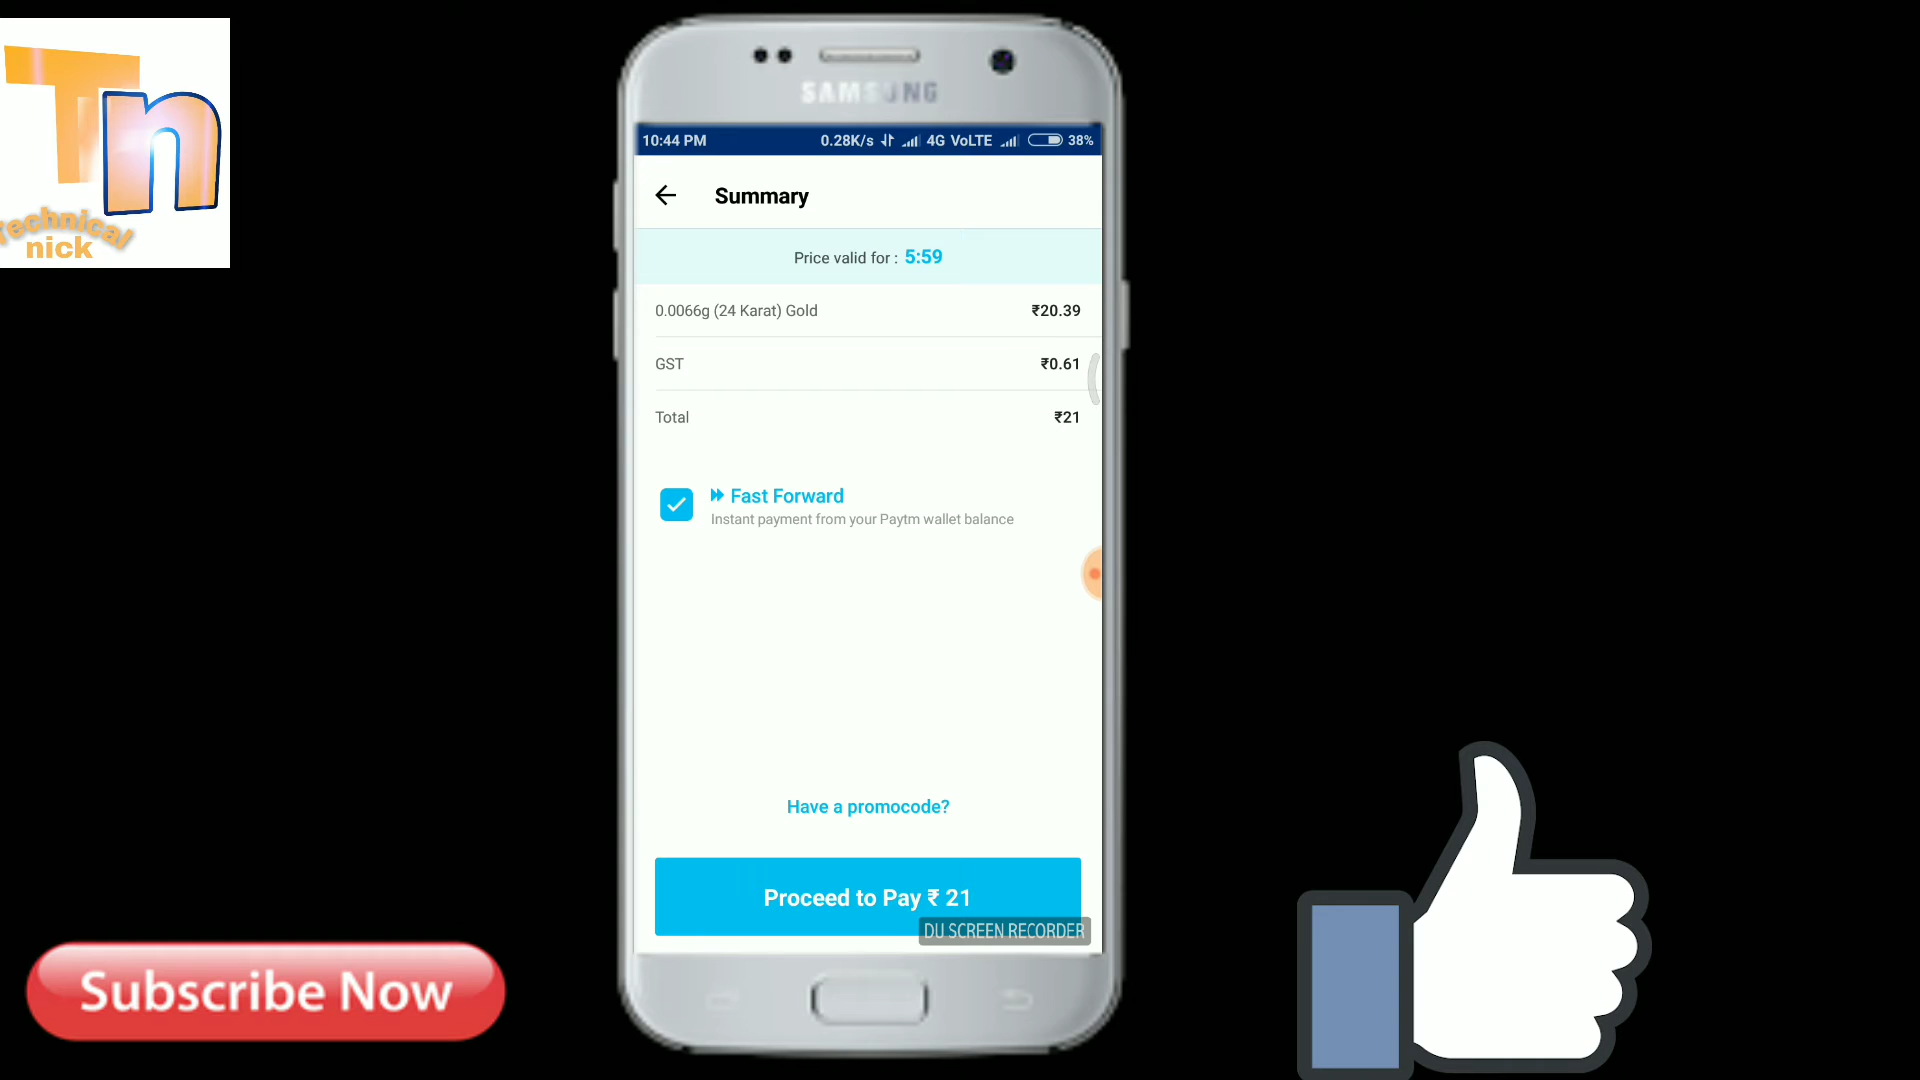 Tn
Technical
nick
SAMSUNG
10:44 PM 0.28K/s 4G VoLTE 38%
Summary
Price valid for : 5:59
0.0066g (24 Karat) Gold ₹20.39
GST ₹0.61
Total ₹21
Fast Forward
Instant payment from your Paytm wallet balance
Have a promocode?
Proceed to Pay ₹ 21
DU SCREEN RECORDER
Subscribe Now